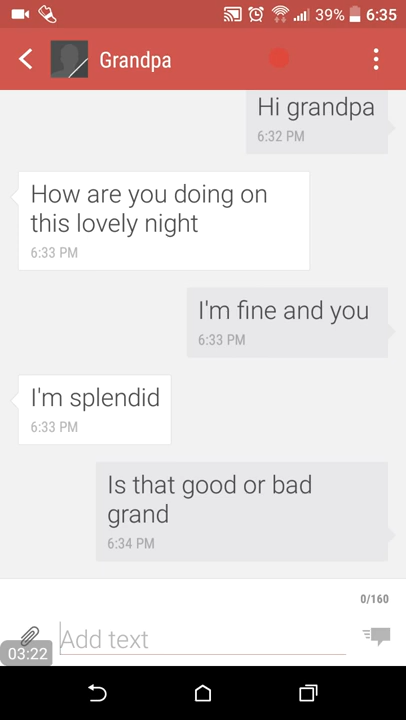 39% 6:35
Grandpa
Hi grandpa
6:32 PM
How are you doing on
this lovely night
6:33 PM
I'm fine and you
6:33 PM
I'm splendid
6:33 PM
Is that good or bad
grand
6:34 PM
0/160
Add text
03:22